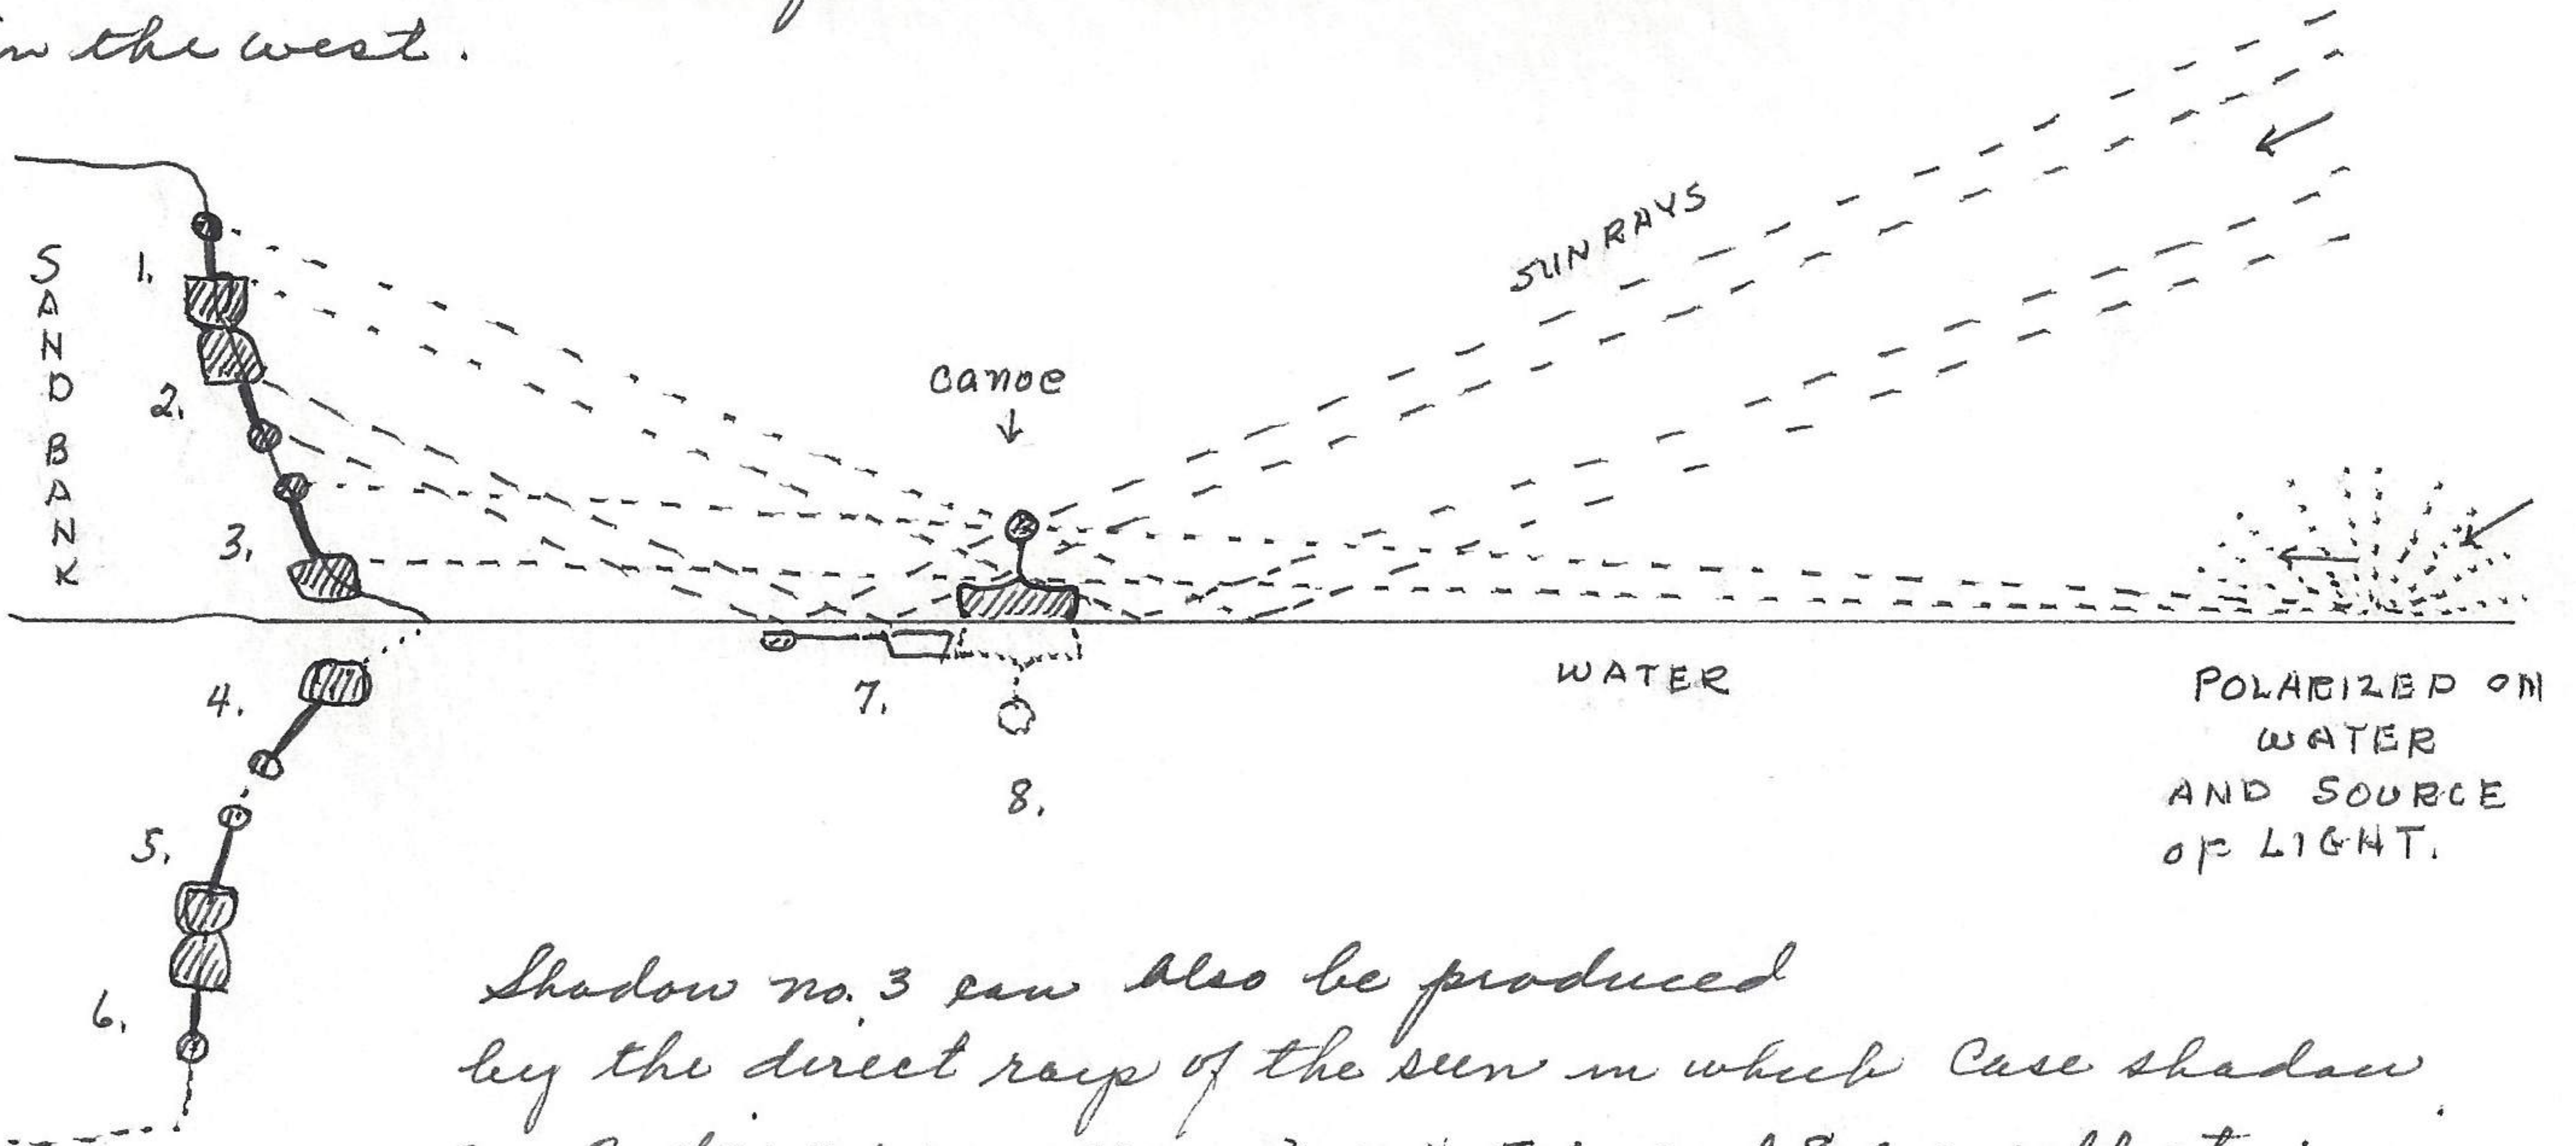 in the west.
SUN RAYS
1.
SAND BANK
2.
canoe
↓
3.
4.
7.
WATER
POLARIZED ON
WATER
AND SOURCE
OF LIGHT.
8.
5.
6.
Shadow no. 3 can also be produced
by the direct rays of the sun in which case shadow